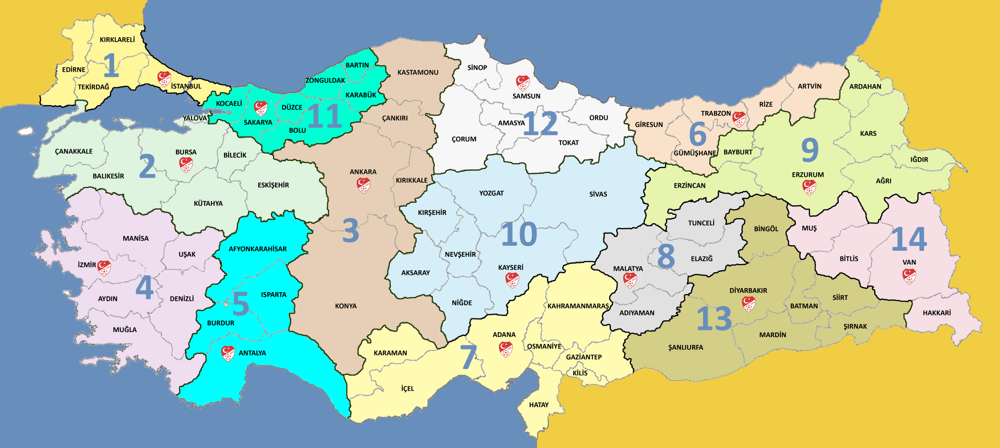 KIRKLARELİ
1
EDİRNE
TEKİRDAĞ
İSTANBUL
KOCAELİ
SAKARYA
DÜZCE
BOLU
ZONGULDAK
BARTIN
KARABÜK
11
YALOVA
ÇANAKKALE
BALIKESİR
2
BURSA
BİLECİK
KÜTAHYA
ESKİŞEHİR
KASTAMONU
ÇANKIRI
ANKARA
KIRIKKALE
3
KONYA
SİNOP
SAMSUN
ÇORUM
AMASYA
12
TOKAT
ORDU
GİRESUN
TRABZON
6
GÜMÜŞHANE
RİZE
ARTVİN
ARDAHAN
KARS
BAYBURT
9
ERZURUM
ERZİNCAN
IĞDIR
AĞRI
YOZGAT
SİVAS
KIRŞEHİR
NEVŞEHİR
10
KAYSERİ
AKSARAY
NİĞDE
MANİSA
UŞAK
İZMİR
4
AYDIN
DENİZLİ
MUĞLA
AFYONKARAHİSAR
ISPARTA
5
BURDUR
ANTALYA
TUNCELİ
8
ELAZIĞ
MALATYA
ADIYAMAN
BİNGÖL
DİYARBAKIR
13
BATMAN
SİİRT
ŞIRNAK
MARDİN
ŞANLIURFA
MUŞ
BİTLİS
14
VAN
HAKKARİ
KAHRAMANMARAŞ
ADANA
OSMANİYE
GAZİANTEP
KİLİS
7
KARAMAN
İÇEL
HATAY